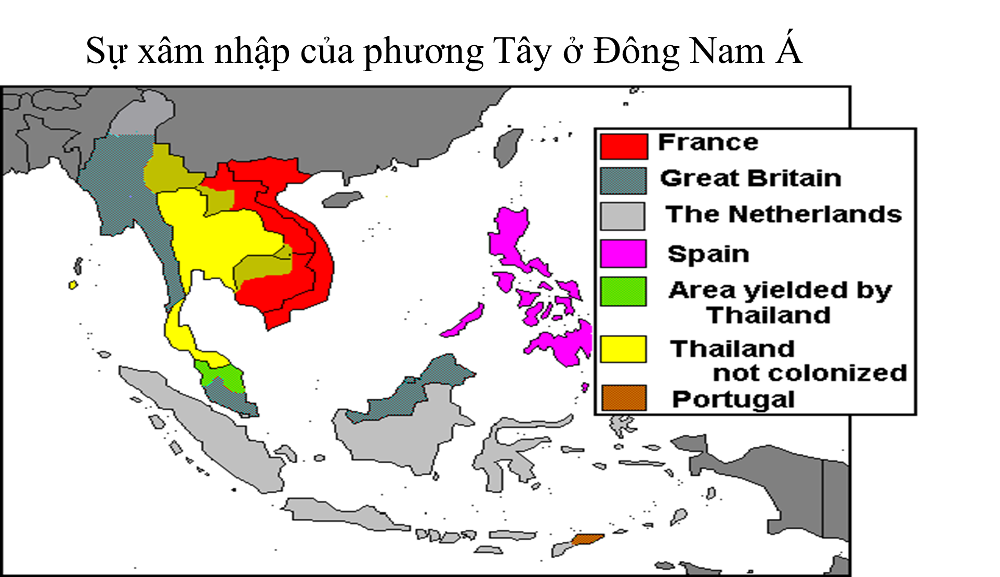 Sự xâm nhập của phương Tây ở Đông Nam Á
France
Great Britain
The Netherlands
Spain
Area yielded by
Thailand
Thailand
not colonized
Portugal